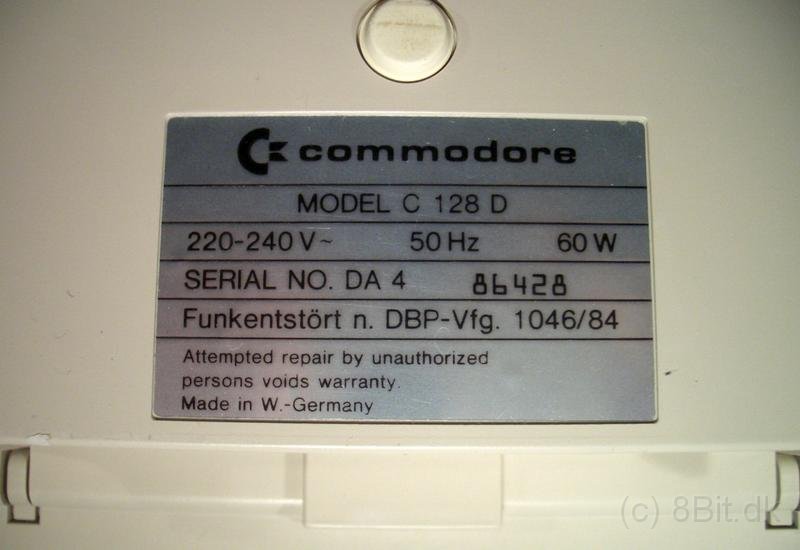 commodore
MODEL C 128 D
220-240 V~ 50 Hz 60 W
SERIAL NO. DA 4 86428
Funkentstört n. DBP-Vfg. 1046/84
Attempted repair by unauthorized
persons voids warranty.
Made in W.-Germany
(c) 8Bit.dk